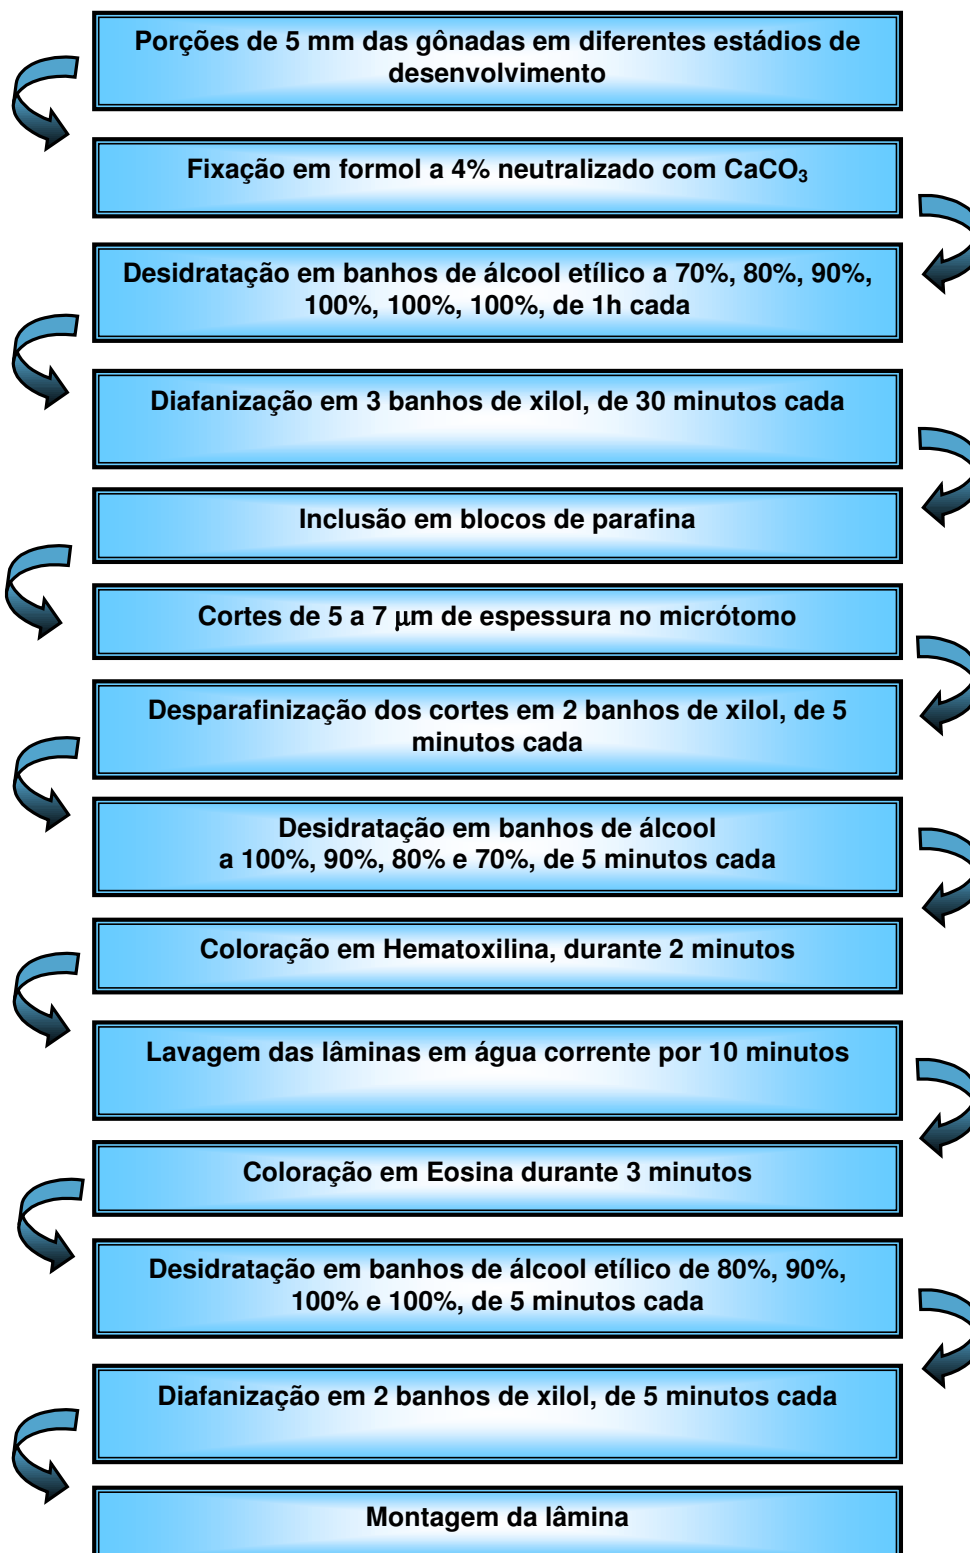 Porções de 5 mm das gônadas em diferentes estádios de
desenvolvimento
Fixação em formol a 4% neutralizado com CaCO₃
Desidratação em banhos de álcool etílico a 70%, 80%, 90%,
100%, 100%, 100%, de 1h cada
Diafanização em 3 banhos de xilol, de 30 minutos cada
Inclusão em blocos de parafina
Cortes de 5 a 7 µm de espessura no micrótomo
Desparafinização dos cortes em 2 banhos de xilol, de 5
minutos cada
Desidratação em banhos de álcool
a 100%, 90%, 80% e 70%, de 5 minutos cada
Coloração em Hematoxilina, durante 2 minutos
Lavagem das lâminas em água corrente por 10 minutos
Coloração em Eosina durante 3 minutos
Desidratação em banhos de álcool etílico de 80%, 90%,
100% e 100%, de 5 minutos cada
Diafanização em 2 banhos de xilol, de 5 minutos cada
Montagem da lâmina